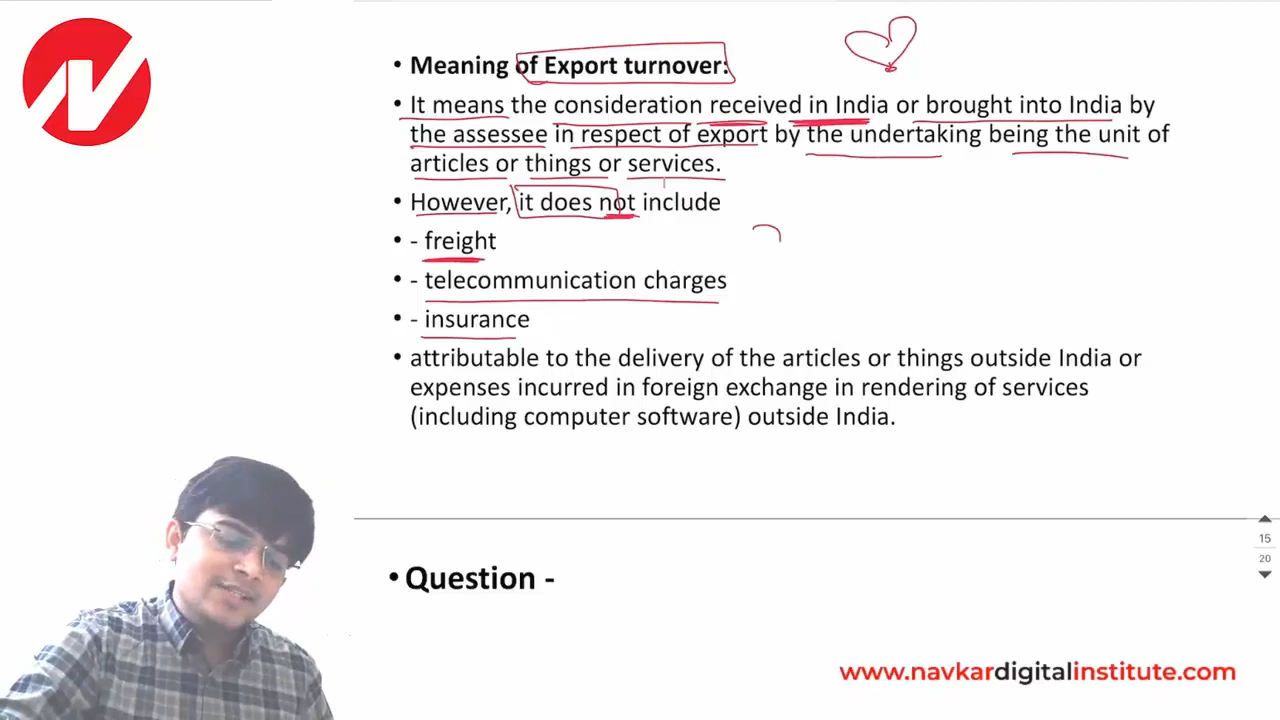 • Meaning of Export turnover:
• It means the consideration received in India or brought into India by
the assessee in respect of export by the undertaking being the unit of
articles or things or services.
• However, it does not include
• - freight
• - telecommunication charges
• - insurance
• attributable to the delivery of the articles or things outside India or
expenses incurred in foreign exchange in rendering of services
(including computer software) outside India.
15
20
• Question -
www.navkardigitalinstitute.com